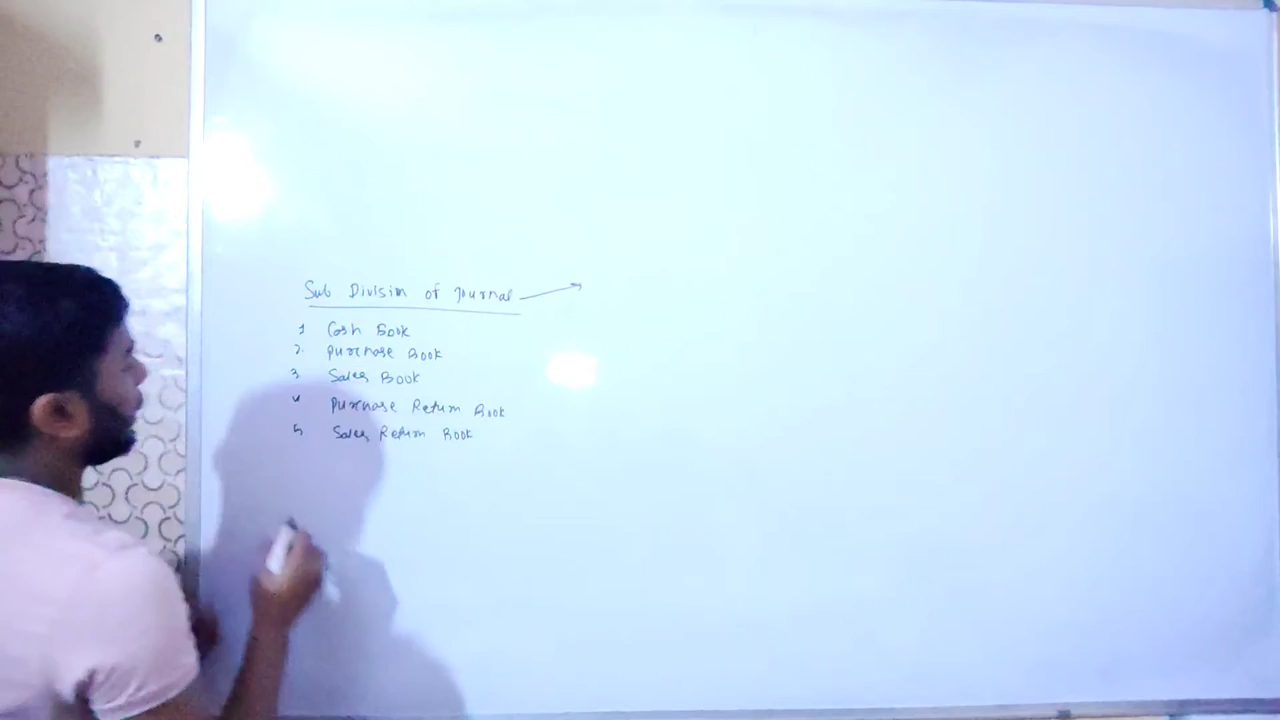 Sub Division of Journal
1 Cash Book
2. Purchase Book
3 Sales Book
4 Purchase Return Book
5 Sales Return Book